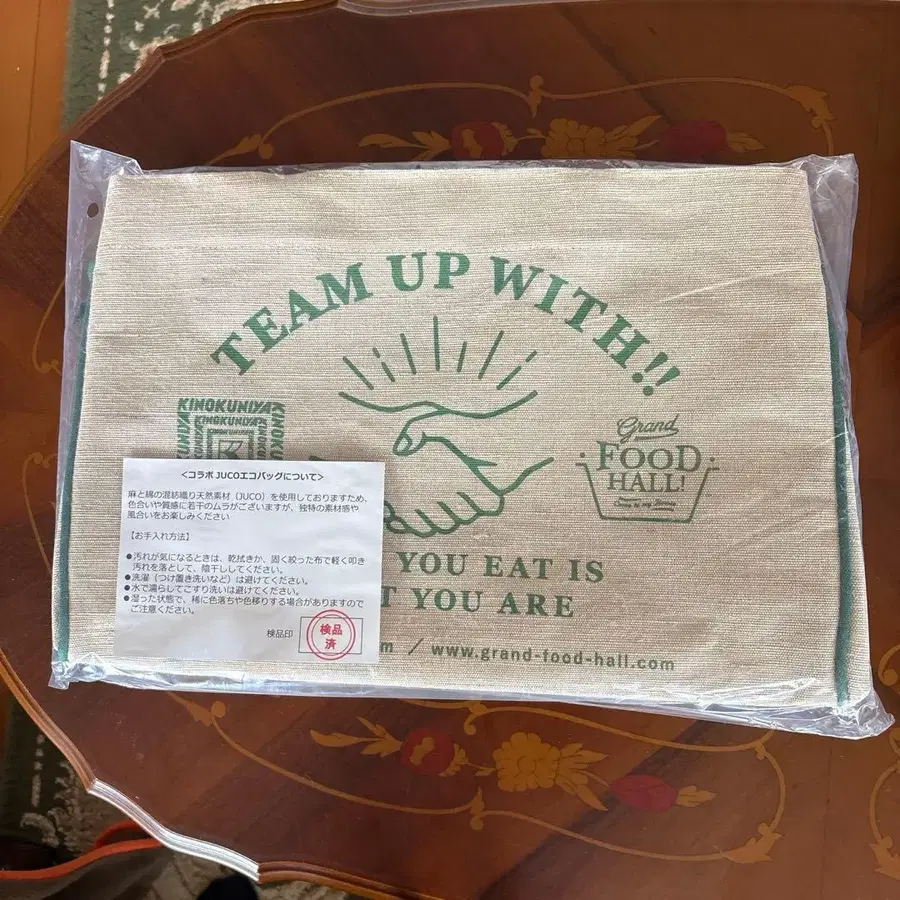 TEAM UP WITH!!
KINOKUNIYA
KINOKUNIYA
Grand
FOOD
HALL!
<コラボ JUCOエコバッグについて>
麻と綿の混紡織り天然素材（JUCO）を使用しておりますため、
色合いや質感に若干のムラがございますが、独特の素材感や
風合いをお楽しみください
【お手入れ方法】
●汚れが気になるときは、乾拭きか、固く絞った布で軽く叩き
汚れを落として、陰干ししてください。
●洗濯（つけ置き洗いなど）は避けてください。
●水で濡らしてこすり洗いは避けてください。
●湿った状態で、稀に色落ちや色移りする場合がありますので
ご注意ください。
検品印
検品
済
YOU EAT IS
T YOU ARE
m / www.grand-food-hall.com